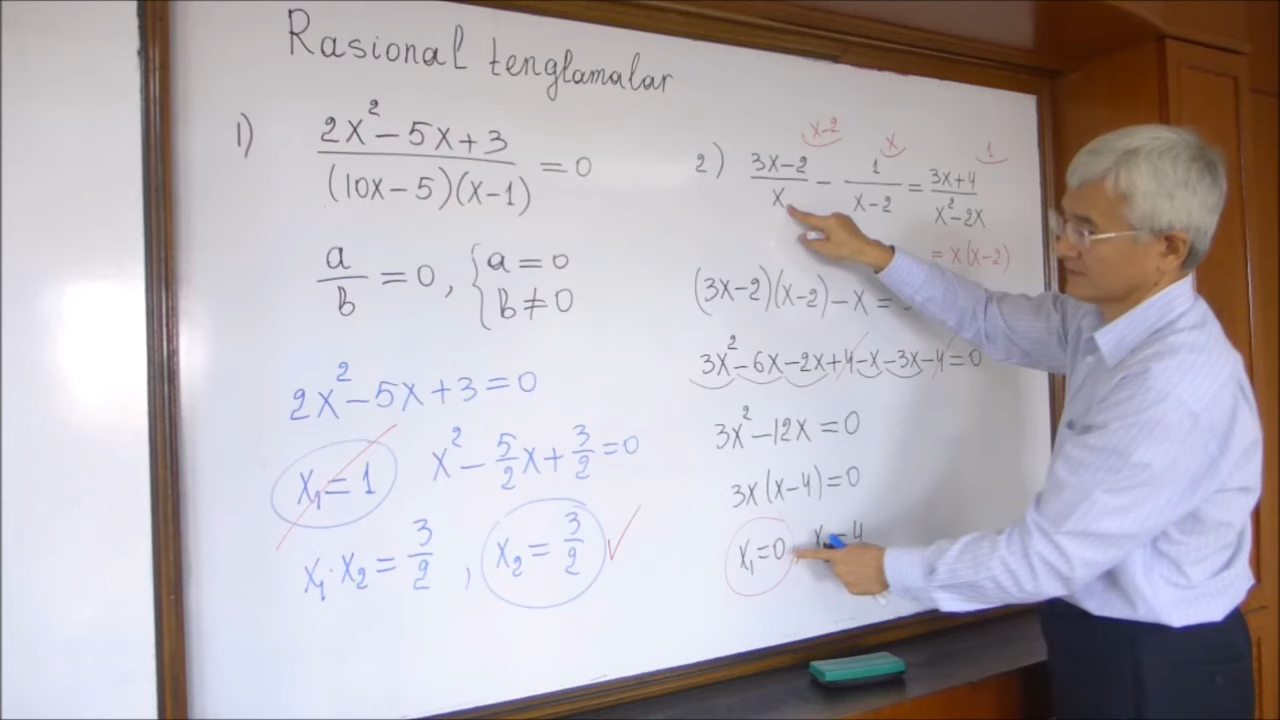 Rasional tenglamalar
1) (2x² - 5x + 3)/((10x - 5)(x - 1)) = 0
a/b = 0, { a = 0
b ≠ 0
2x² - 5x + 3 = 0
x² - 5/2 x + 3/2 = 0
x₁ = 1
x₁ · x₂ = 3/2 , x₂ = 3/2
x-2 x 1
2) (3x - 2)/x - 1/(x - 2) = (3x + 4)/(x² - 2x)
= x(x-2)
(3x-2)(x-2) - x =
3x² - 6x - 2x + 4 - x - 3x - 4 = 0
3x² - 12x = 0
3x(x-4) = 0
x₁ = 0 = 4